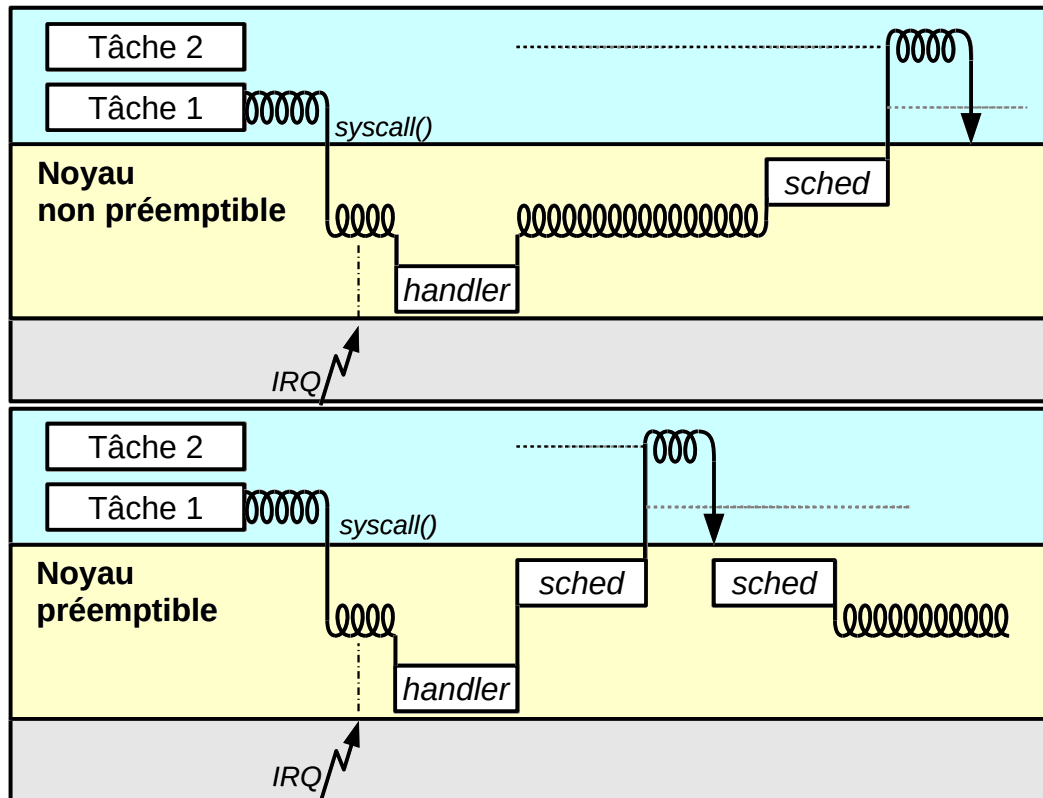 Tâche 2
Tâche 1
syscall()
Noyau
non préemptible
sched
handler
IRQ
Tâche 2
Tâche 1
syscall()
Noyau
préemptible
sched
sched
handler
IRQ